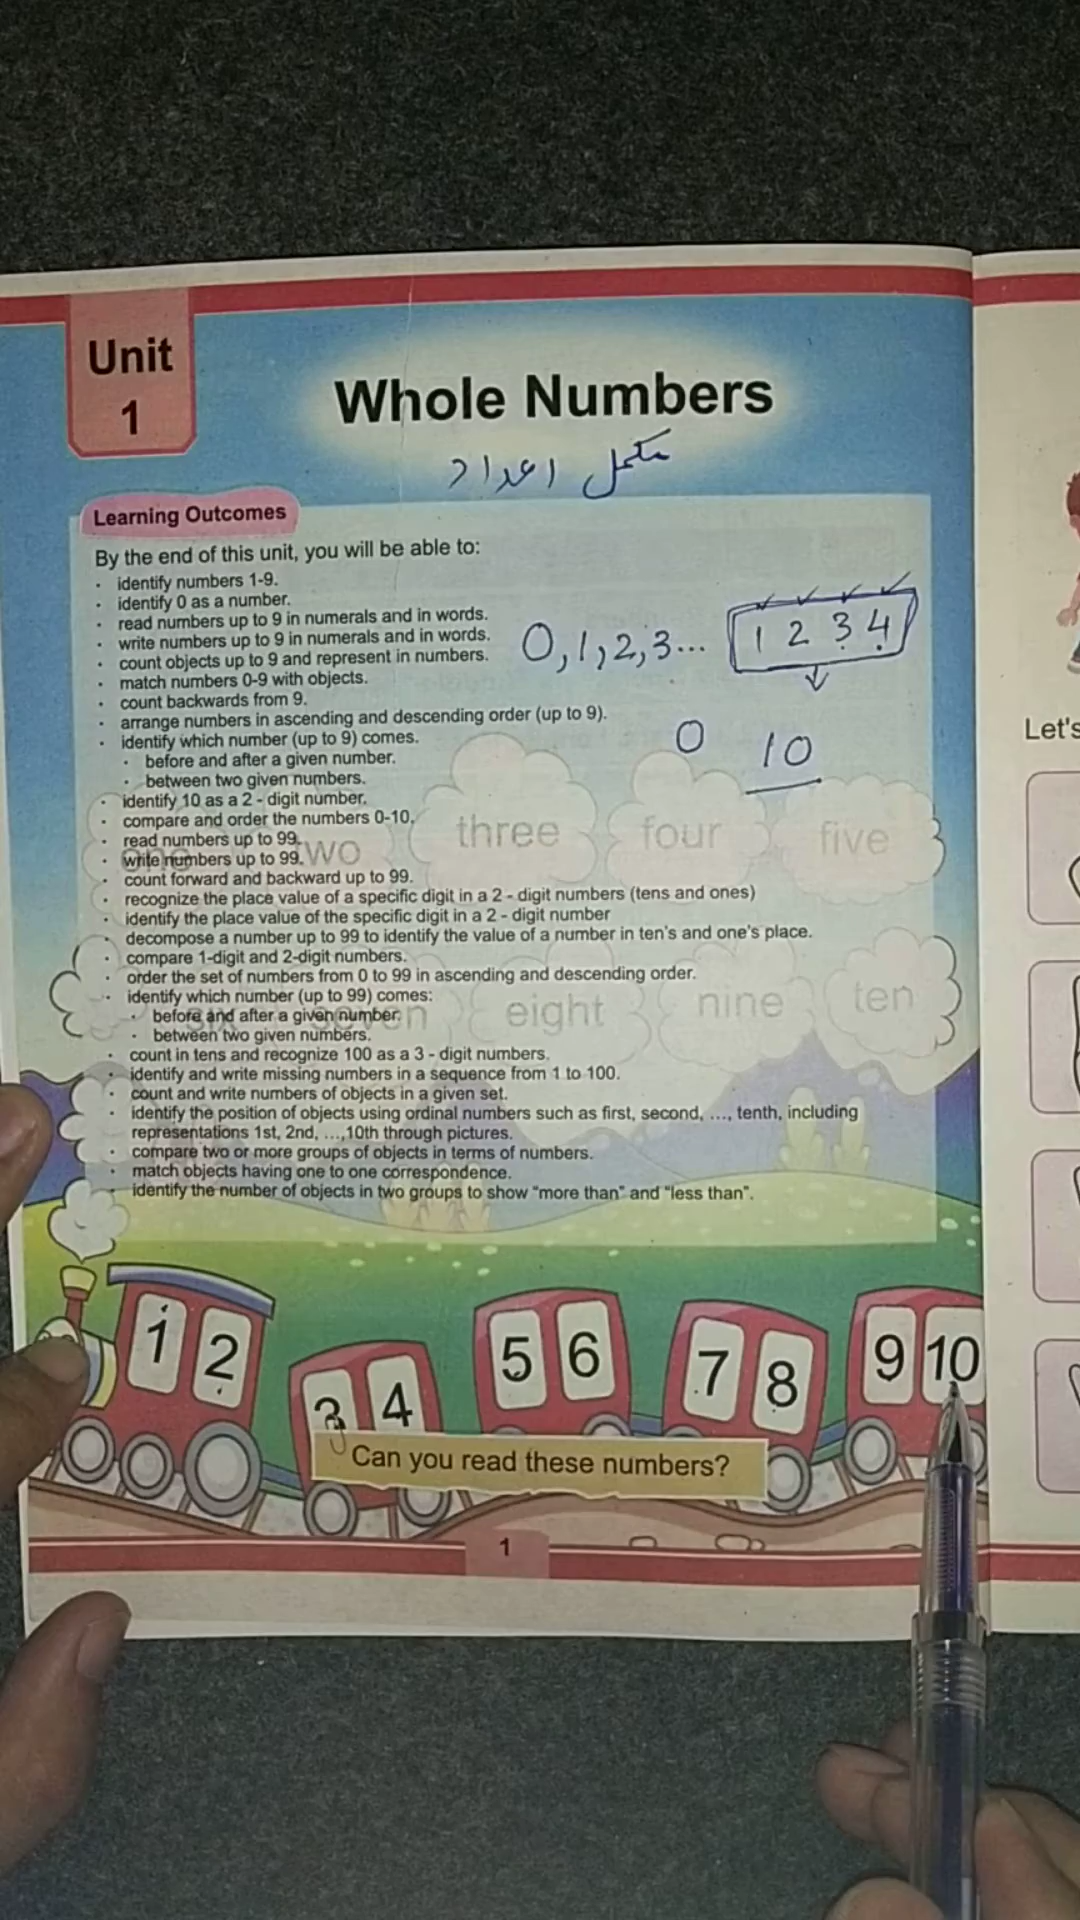 Unit
1
Whole Numbers
مکمل اعداد
Learning Outcomes
By the end of this unit, you will be able to:
· identify numbers 1-9.
· identify 0 as a number.
· read numbers up to 9 in numerals and in words.
· write numbers up to 9 in numerals and in words.
· count objects up to 9 and represent in numbers.
· match numbers 0-9 with objects.
· count backwards from 9.
· arrange numbers in ascending and descending order (up to 9).
· identify which number (up to 9) comes.
· before and after a given number.
· between two given numbers.
· identify 10 as a 2 - digit number.
· compare and order the numbers 0-10.
· read numbers up to 99.
· write numbers up to 99.
· count forward and backward up to 99.
· recognize the place value of a specific digit in a 2 - digit numbers (tens and ones)
· identify the place value of the specific digit in a 2 - digit number
· decompose a number up to 99 to identify the value of a number in ten's and one's place.
· compare 1-digit and 2-digit numbers.
· order the set of numbers from 0 to 99 in ascending and descending order.
· identify which number (up to 99) comes:
· before and after a given number.
· between two given numbers.
· count in tens and recognize 100 as a 3 - digit numbers.
· identify and write missing numbers in a sequence from 1 to 100.
· count and write numbers of objects in a given set.
· identify the position of objects using ordinal numbers such as first, second, ..., tenth, including
representations 1st, 2nd, ...,10th through pictures.
· compare two or more groups of objects in terms of numbers.
· match objects having one to one correspondence.
· identify the number of objects in two groups to show “more than” and “less than”.
0,1,2,3...
1 2 3 4
0 10
one two three four five
six seven eight nine ten
1 2 3 4 5 6 7 8 9 10
Can you read these numbers?
1
Let's